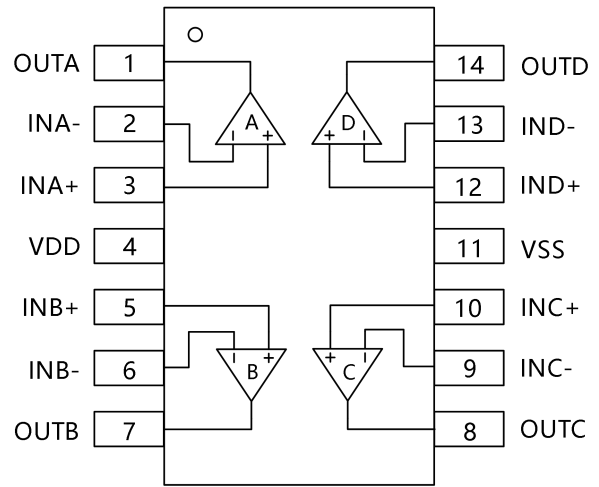 OUTA 1 14 OUTD
INA- 2 A D 13 IND-
- + + -
INA+ 3 12 IND+
VDD 4 11 VSS
INB+ 5 10 INC+
- + + -
INB- 6 B C 9 INC-
OUTB 7 8 OUTC